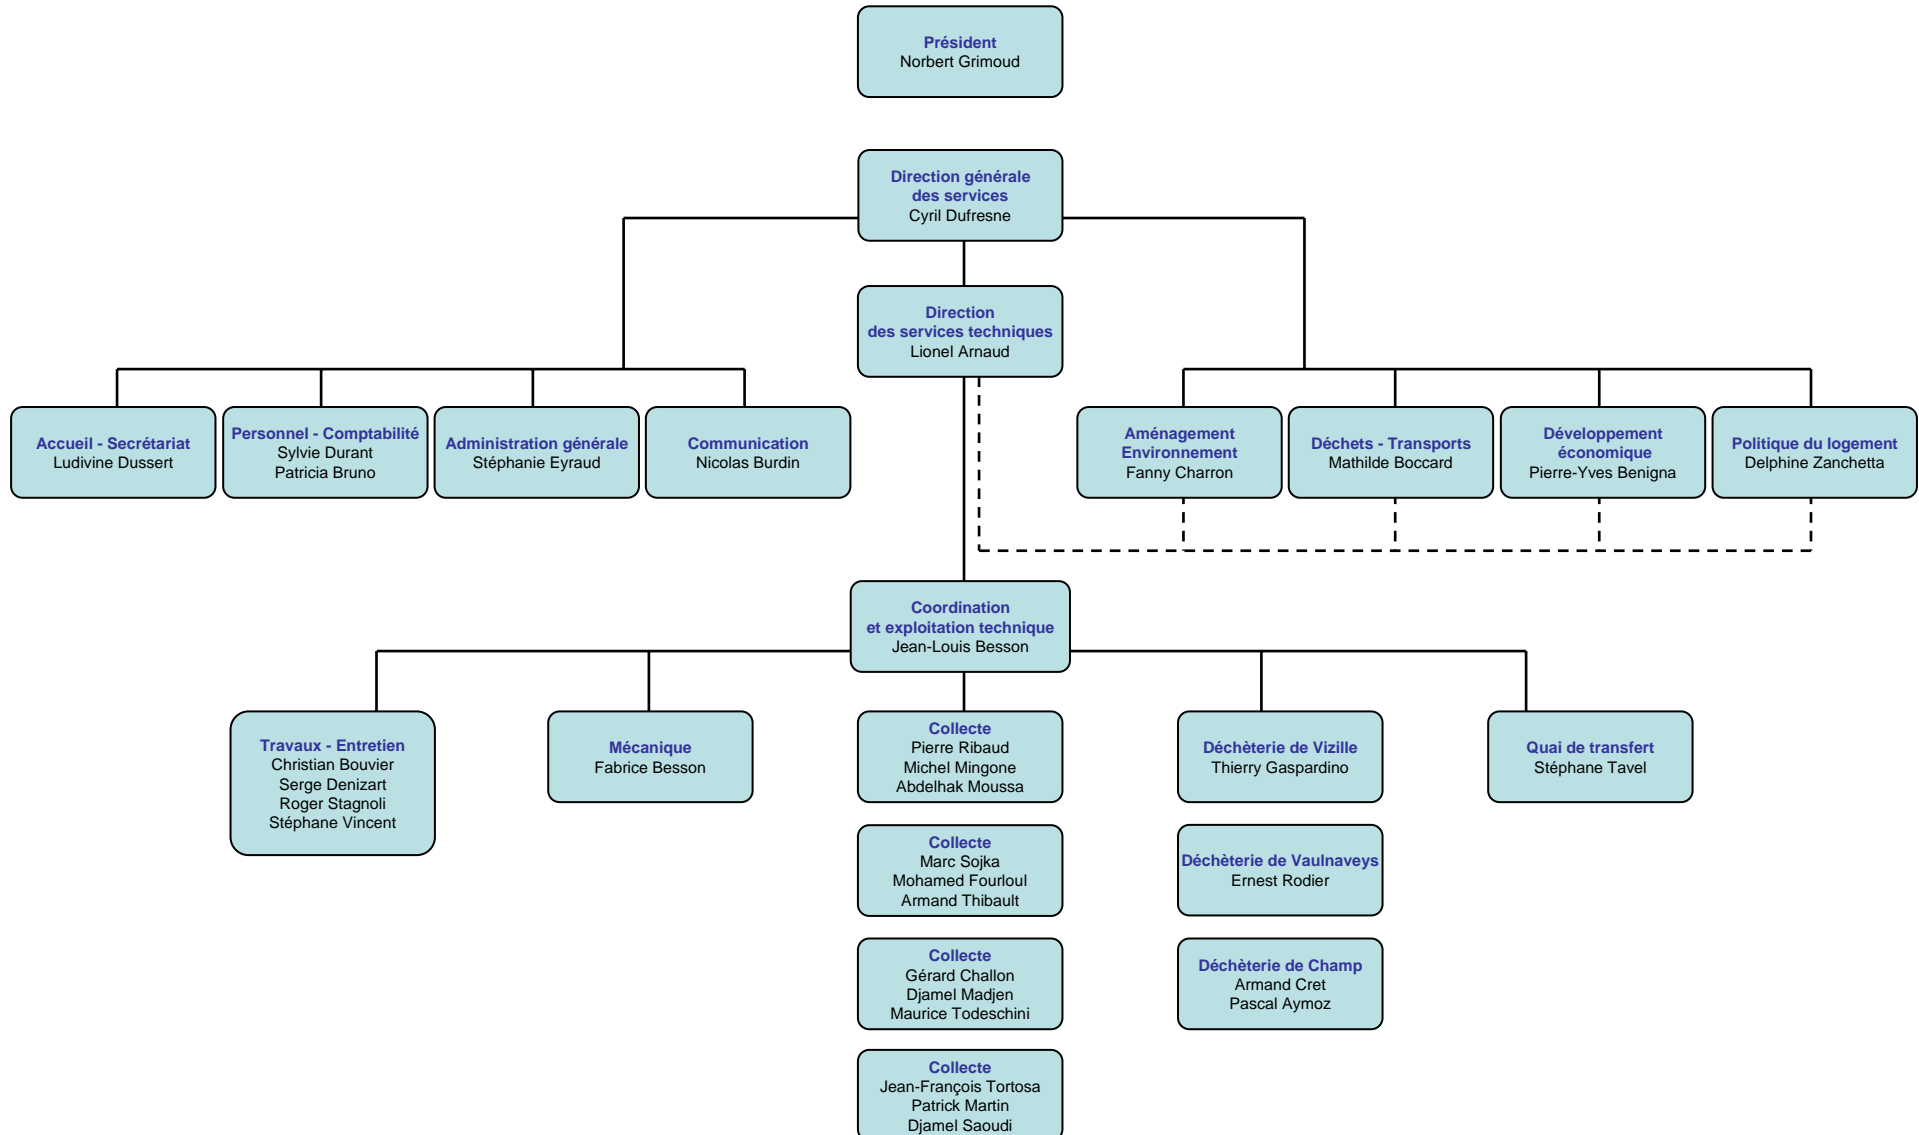 Président
Norbert Grimoud
Direction générale
des services
Cyril Dufresne
Direction
des services techniques
Lionel Arnaud
Accueil - Secrétariat
Ludivine Dussert
Personnel - Comptabilité
Sylvie Durant
Patricia Bruno
Administration générale
Stéphanie Eyraud
Communication
Nicolas Burdin
Aménagement
Environnement
Fanny Charron
Déchets - Transports
Mathilde Boccard
Développement
économique
Pierre-Yves Benigna
Politique du logement
Delphine Zanchetta
Coordination
et exploitation technique
Jean-Louis Besson
Travaux - Entretien
Christian Bouvier
Serge Denizart
Roger Stagnoli
Stéphane Vincent
Mécanique
Fabrice Besson
Collecte
Pierre Ribaud
Michel Mingone
Abdelhak Moussa
Déchèterie de Vizille
Thierry Gaspardino
Quai de transfert
Stéphane Tavel
Collecte
Marc Sojka
Mohamed Fourloul
Armand Thibault
Déchèterie de Vaulnaveys
Ernest Rodier
Collecte
Gérard Challon
Djamel Madjen
Maurice Todeschini
Déchèterie de Champ
Armand Cret
Pascal Aymoz
Collecte
Jean-François Tortosa
Patrick Martin
Djamel Saoudi